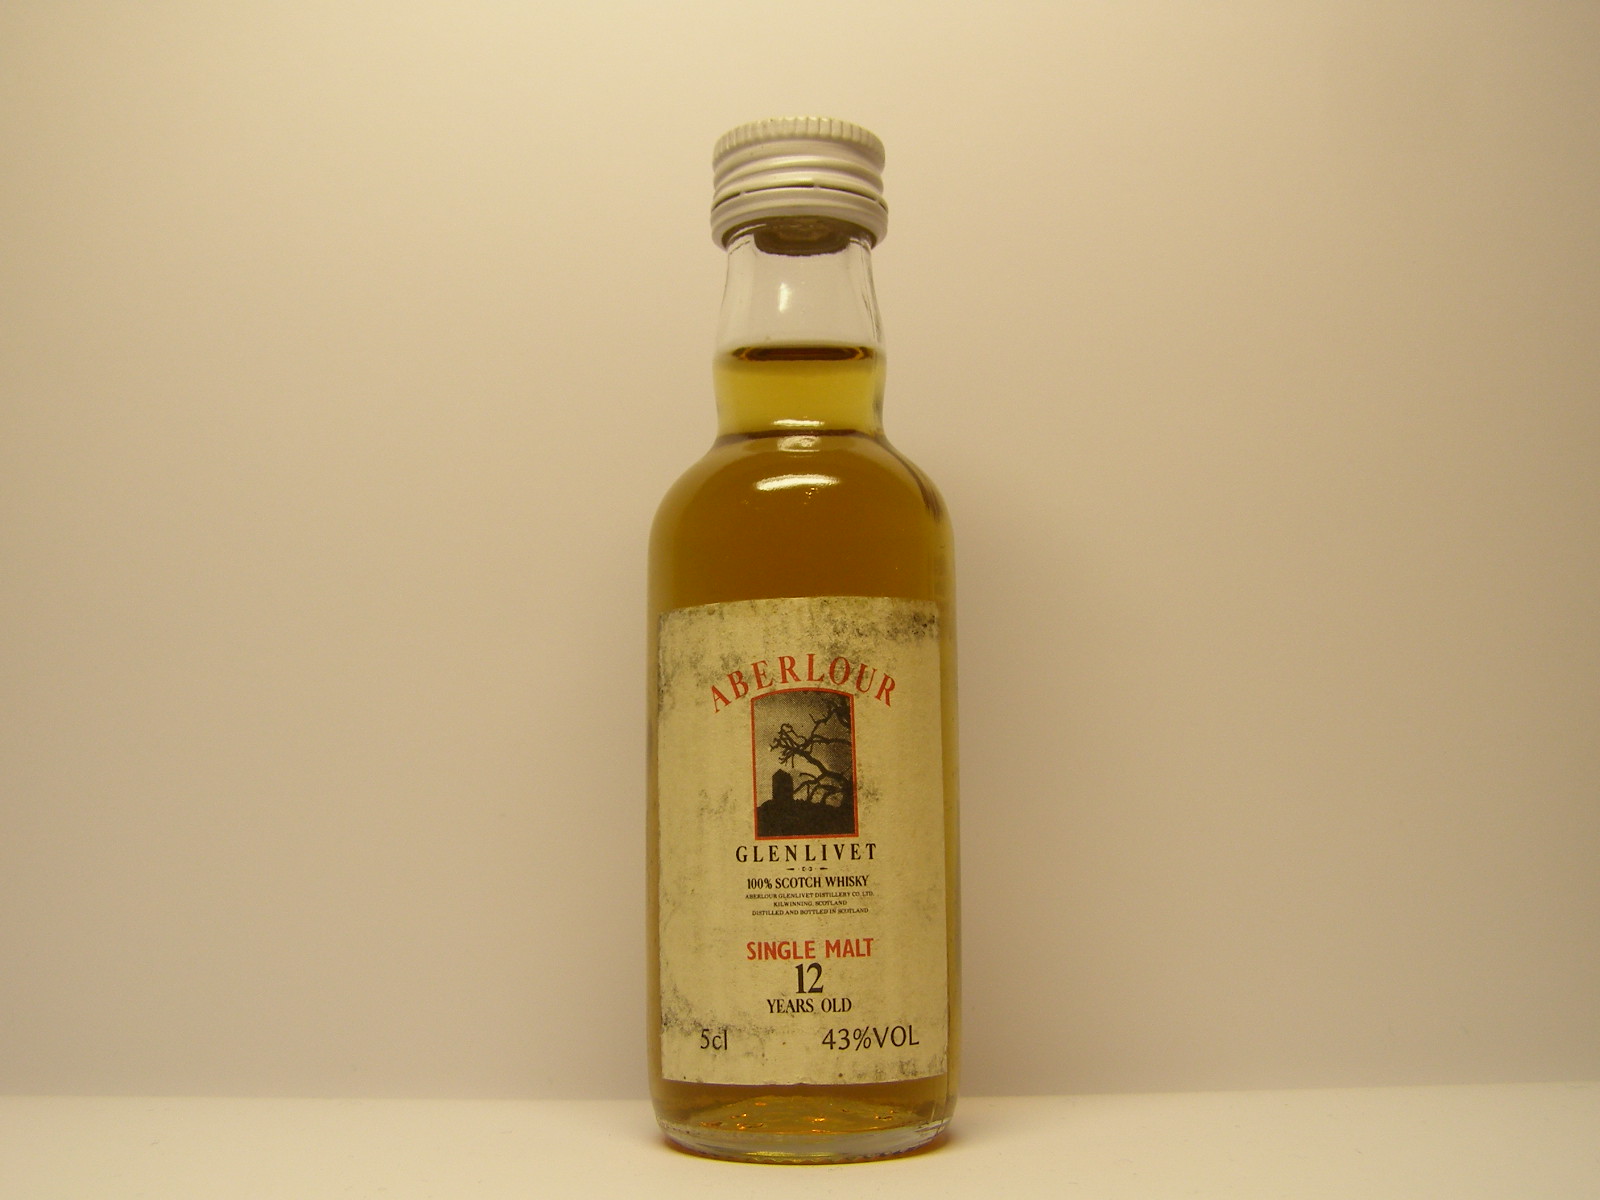 ABERLOUR
GLENLIVET
100% SCOTCH WHISKY
ABERLOUR GLENLIVET DISTILLERY CO. LTD.
KILWINNING, SCOTLAND
DISTILLED AND BOTTLED IN SCOTLAND
SINGLE MALT
12
YEARS OLD
5cl 43%VOL